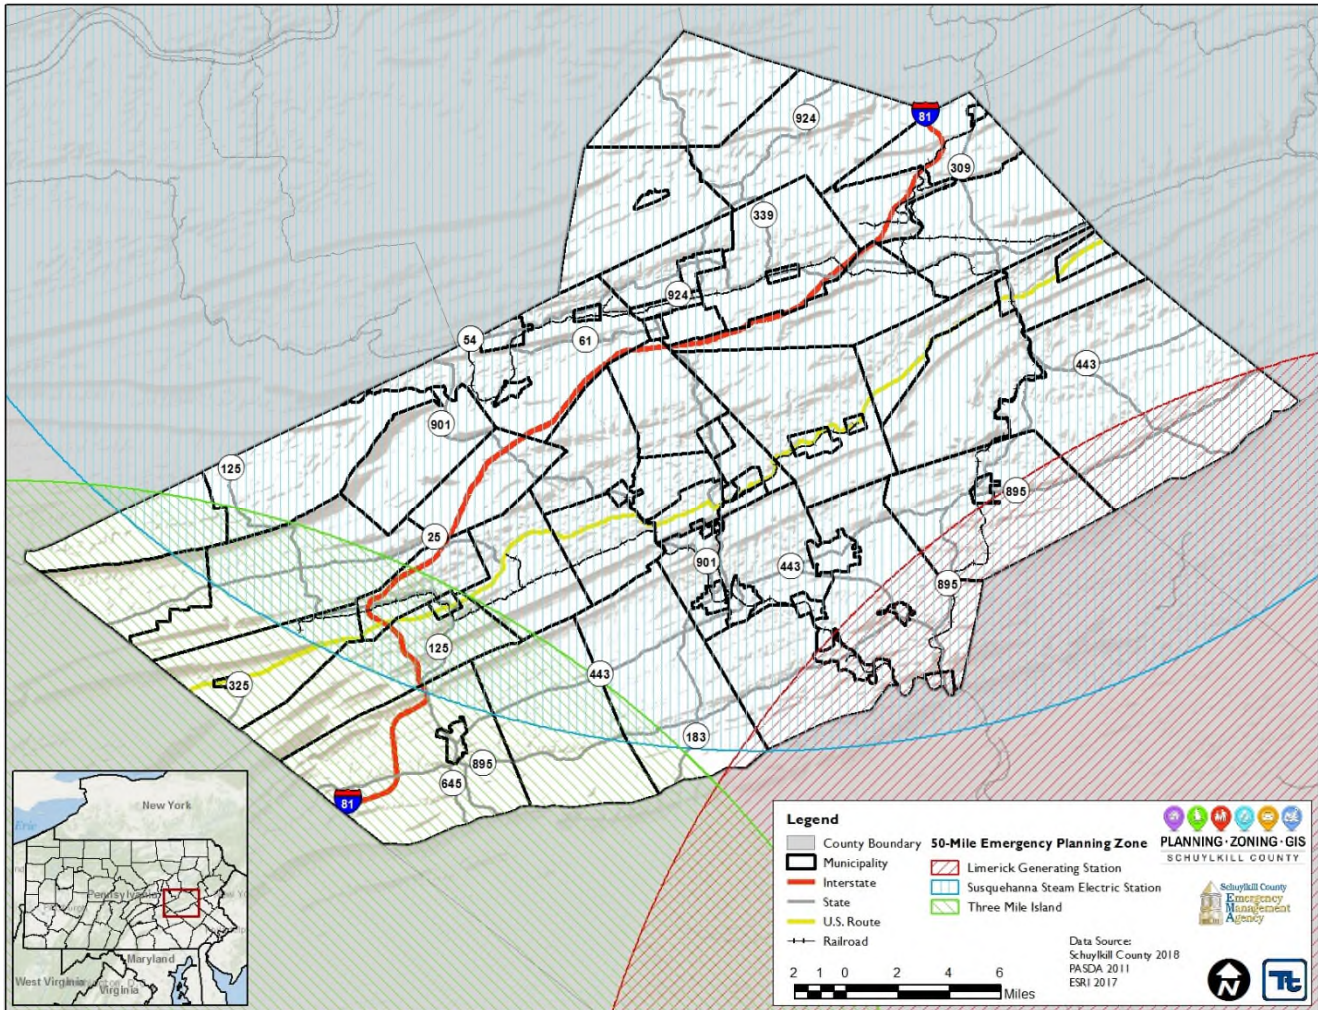 924
81
309
339
924
54
61
443
901
125
895
25
901
443
895
125
443
325
183
895
645
81
New York
Erie
Pennsylvania
Maryland
West Virginia
Virginia
Legend
County Boundary
Municipality
Interstate
State
U.S. Route
Railroad
50-Mile Emergency Planning Zone
Limerick Generating Station
Susquehanna Steam Electric Station
Three Mile Island
2 1 0 2 4 6
Miles
Data Source:
Schuylkill County 2018
PASDA 2011
ESRI 2017
PLANNING·ZONING·GIS
SCHUYLKILL COUNTY
Schuylkill County
Emergency
Management
Agency
N
Tt